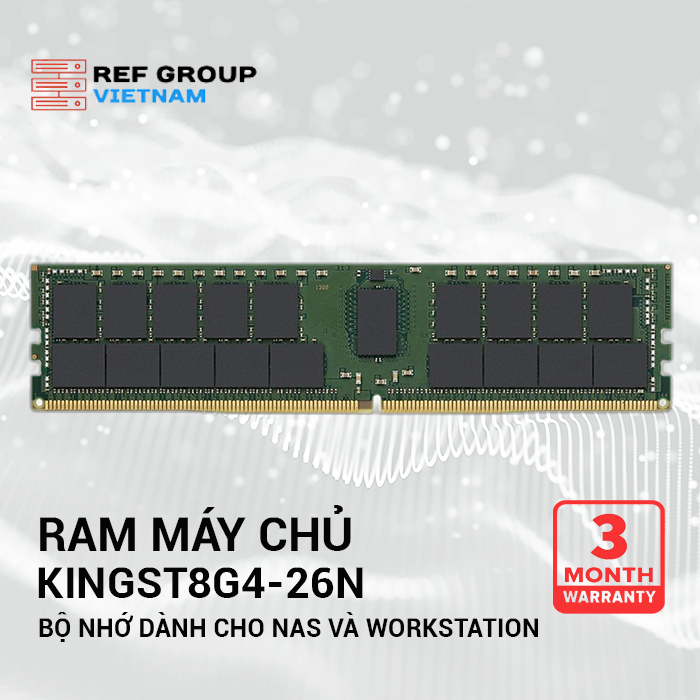 REF GROUP
VIETNAM
RAM MÁY CHỦ
KINGST8G4-26N
BỘ NHỚ DÀNH CHO NAS VÀ WORKSTATION
3
MONTH
WARRANTY